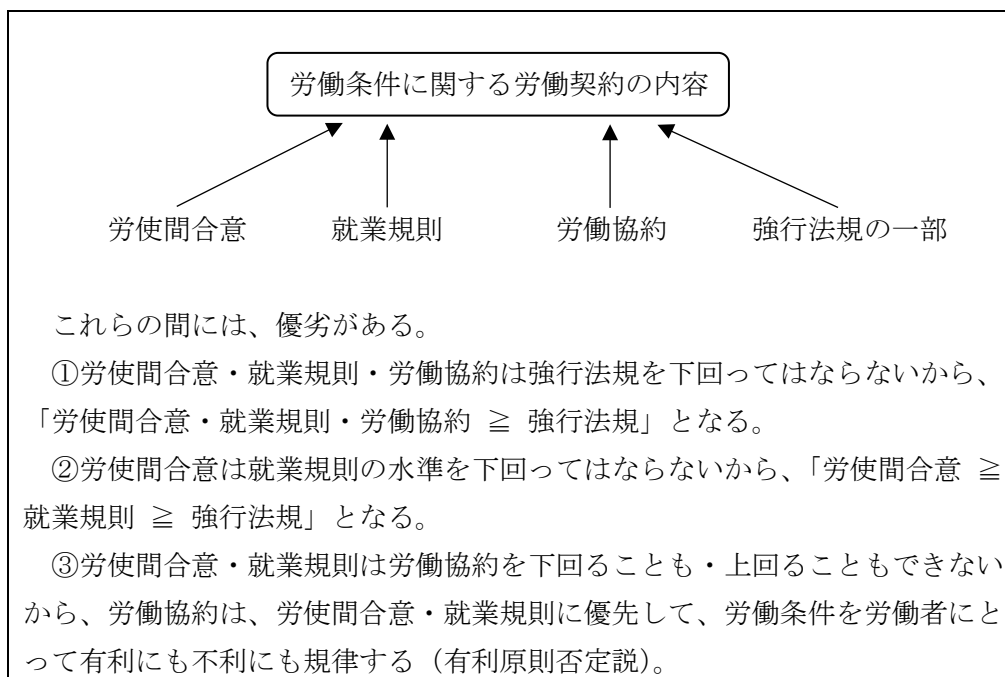 労働条件に関する労働契約の内容
労使間合意 就業規則 労働協約 強行法規の一部
これらの間には、優劣がある。
①労使間合意・就業規則・労働協約は強行法規を下回ってはならないから、
「労使間合意・就業規則・労働協約 ≧ 強行法規」となる。
②労使間合意は就業規則の水準を下回ってはならないから、「労使間合意 ≧
就業規則 ≧ 強行法規」となる。
③労使間合意・就業規則は労働協約を下回ることも・上回ることもできない
から、労働協約は、労使間合意・就業規則に優先して、労働条件を労働者にと
って有利にも不利にも規律する（有利原則否定説）。